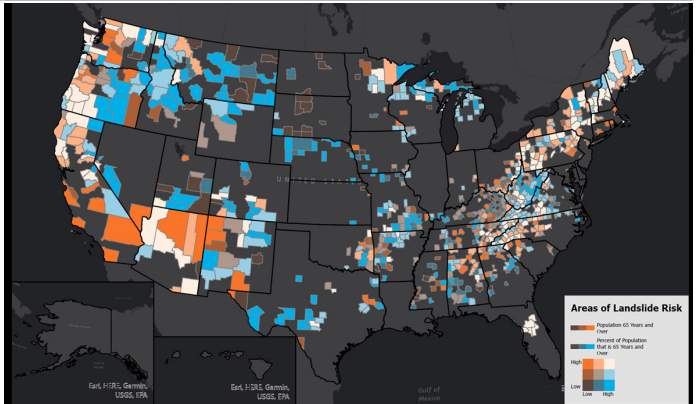 UNITED STATES
Gulf of
Mexico
Esri, HERE, Garmin,
USGS, EPA
Esri, HERE, Garmin,
USGS, EPA
Areas of Landslide Risk
Population 65 Years and
Over
Percent of Population
that is 65 Years and
Over
High
Low
Low High